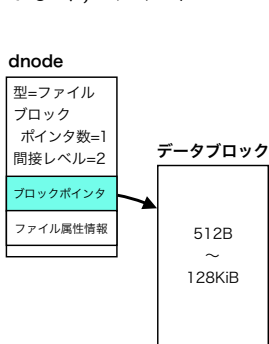 dnode
型=ファイル
ブロック
ポインタ数=1
間接レベル=2
ブロックポインタ
ファイル属性情報
データブロック
512B
～
128KiB